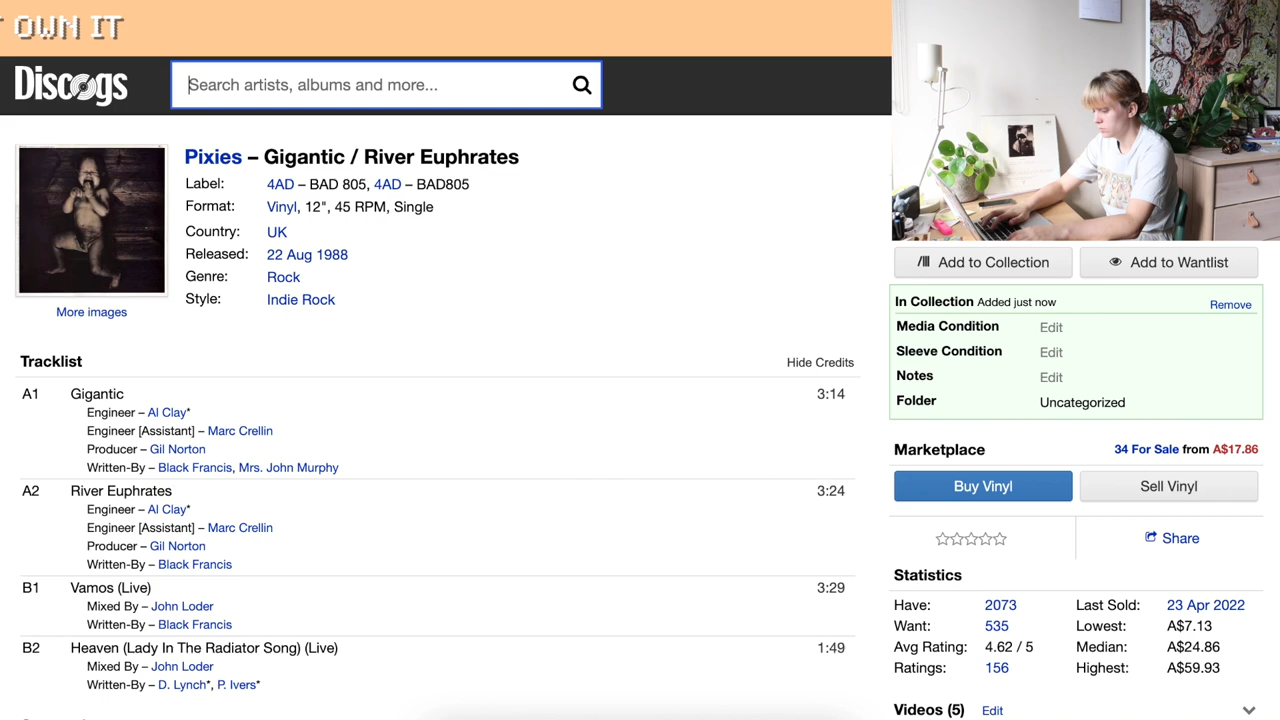 OWN IT
Discogs
Search artists, albums and more...
Pixies – Gigantic / River Euphrates
Label: 4AD – BAD 805, 4AD – BAD805
Format: Vinyl, 12", 45 RPM, Single
Country: UK
Released: 22 Aug 1988
Genre: Rock
Style: Indie Rock
More images
Tracklist
Hide Credits
A1 Gigantic 3:14
Engineer – Al Clay*
Engineer [Assistant] – Marc Crellin
Producer – Gil Norton
Written-By – Black Francis, Mrs. John Murphy
A2 River Euphrates 3:24
Engineer – Al Clay*
Engineer [Assistant] – Marc Crellin
Producer – Gil Norton
Written-By – Black Francis
B1 Vamos (Live) 3:29
Mixed By – John Loder
Written-By – Black Francis
B2 Heaven (Lady In The Radiator Song) (Live) 1:49
Mixed By – John Loder
Written-By – D. Lynch*, P. Ivers*
Add to Collection
Add to Wantlist
In Collection Added just now
Remove
Media Condition Edit
Sleeve Condition Edit
Notes Edit
Folder Uncategorized
Marketplace 34 For Sale from A$17.86
Buy Vinyl
Sell Vinyl
Share
Statistics
Have: 2073 Last Sold: 23 Apr 2022
Want: 535 Lowest: A$7.13
Avg Rating: 4.62 / 5 Median: A$24.86
Ratings: 156 Highest: A$59.93
Videos (5) Edit